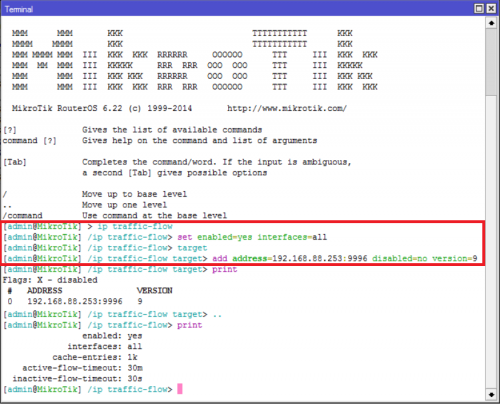 Terminal
MMM      MMM       KKK                          TTTTTTTTTTT      KKK
MMMM    MMMM       KKK                          TTTTTTTTTTT      KKK
MMM MMMM MMM  III  KKK  KKK  RRRRRR     OOOOOO      TTT     III  KKK  KKK
MMM  MM  MMM  III  KKKKK     RRR  RRR  OOO  OOO     TTT     III  KKKKK
MMM      MMM  III  KKK KKK   RRRRRR    OOO  OOO     TTT     III  KKK KKK
MMM      MMM  III  KKK  KKK  RRR  RRR   OOOOOO      TTT     III  KKK  KKK
MikroTik RouterOS 6.22 (c) 1999-2014       http://www.mikrotik.com/
[?]             Gives the list of available commands
command [?]     Gives help on the command and list of arguments
[Tab]           Completes the command/word. If the input is ambiguous,
a second [Tab] gives possible options
/               Move up to base level
..              Move up one level
/command        Use command at the base level
[admin@MikroTik] > ip traffic-flow
[admin@MikroTik] /ip traffic-flow> set enabled=yes interfaces=all
[admin@MikroTik] /ip traffic-flow> target
[admin@MikroTik] /ip traffic-flow target> add address=192.168.88.253:9996 disabled=no version=9
[admin@MikroTik] /ip traffic-flow target> print
Flags: X - disabled
#   ADDRESS               VERSION
0   192.168.88.253:9996   9
[admin@MikroTik] /ip traffic-flow target> ..
[admin@MikroTik] /ip traffic-flow> print
enabled: yes
interfaces: all
cache-entries: 1k
active-flow-timeout: 30m
inactive-flow-timeout: 30s
[admin@MikroTik] /ip traffic-flow>